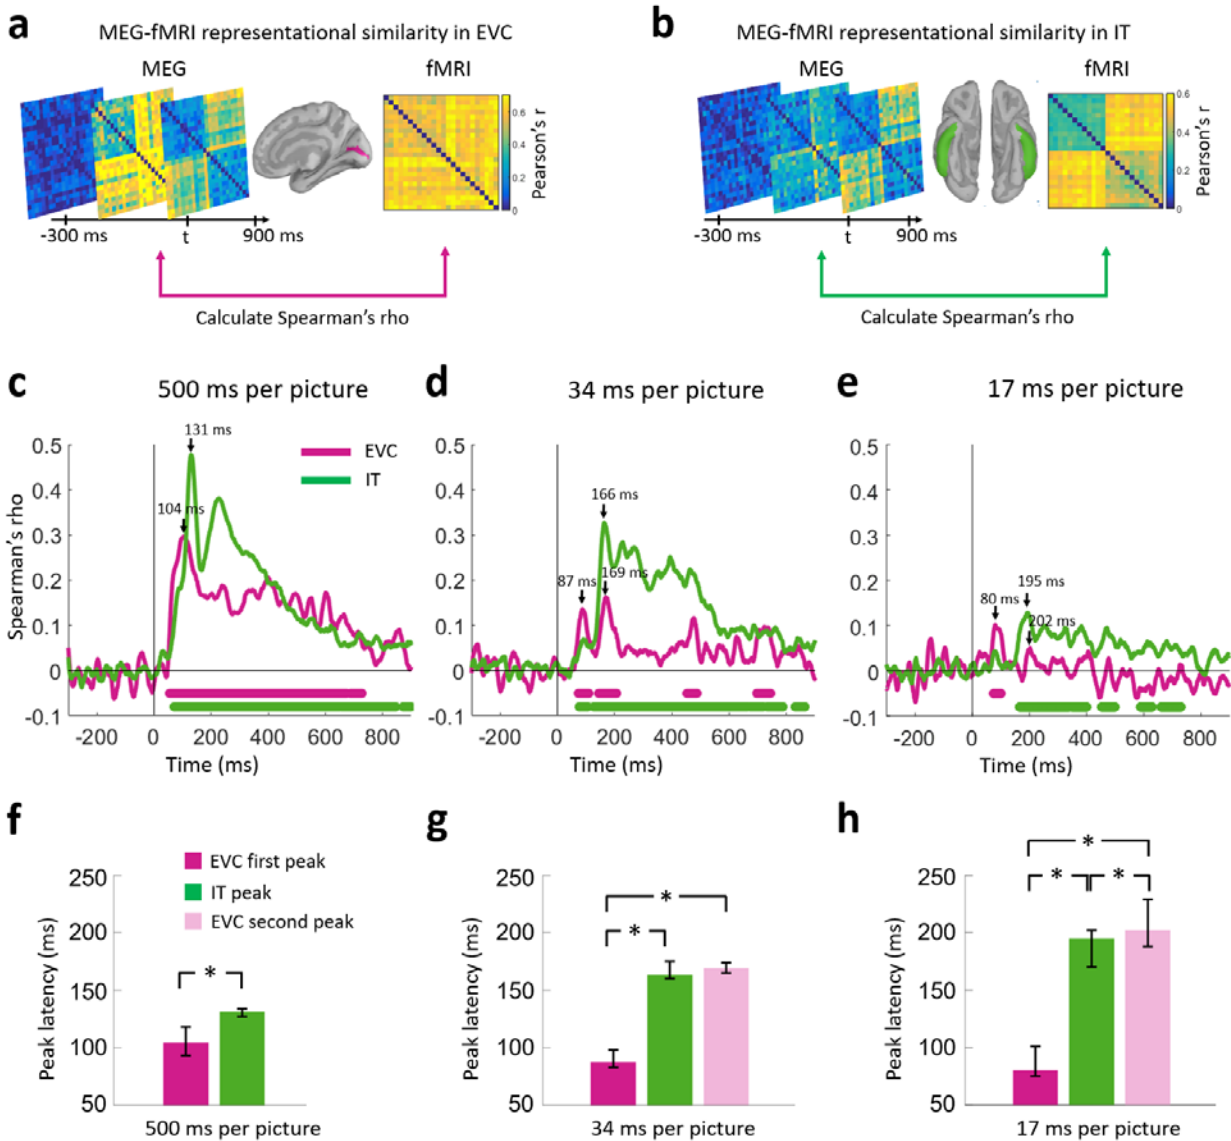 a
MEG-fMRI representational similarity in EVC
MEG
fMRI
0.6
0.4
0.2
0
Pearson's r
-300 ms
t
900 ms
Calculate Spearman's rho
b
MEG-fMRI representational similarity in IT
MEG
fMRI
0.6
0.4
0.2
0
Pearson's r
-300 ms
t
900 ms
Calculate Spearman's rho
c
500 ms per picture
Spearman's rho
0.5
0.4
0.3
0.2
0.1
0
-0.1
131 ms
104 ms
EVC
IT
-200
0
200
400
600
800
Time (ms)
d
34 ms per picture
0.5
0.4
0.3
0.2
0.1
0
-0.1
166 ms
87 ms
169 ms
-200
0
200
400
600
800
Time (ms)
e
17 ms per picture
0.5
0.4
0.3
0.2
0.1
0
-0.1
195 ms
80 ms
202 ms
-200
0
200
400
600
800
Time (ms)
f
EVC first peak
IT peak
EVC second peak
Peak latency (ms)
250
200
150
100
50
*
500 ms per picture
g
Peak latency (ms)
250
200
150
100
50
*
*
34 ms per picture
h
Peak latency (ms)
250
200
150
100
50
*
*
*
17 ms per picture